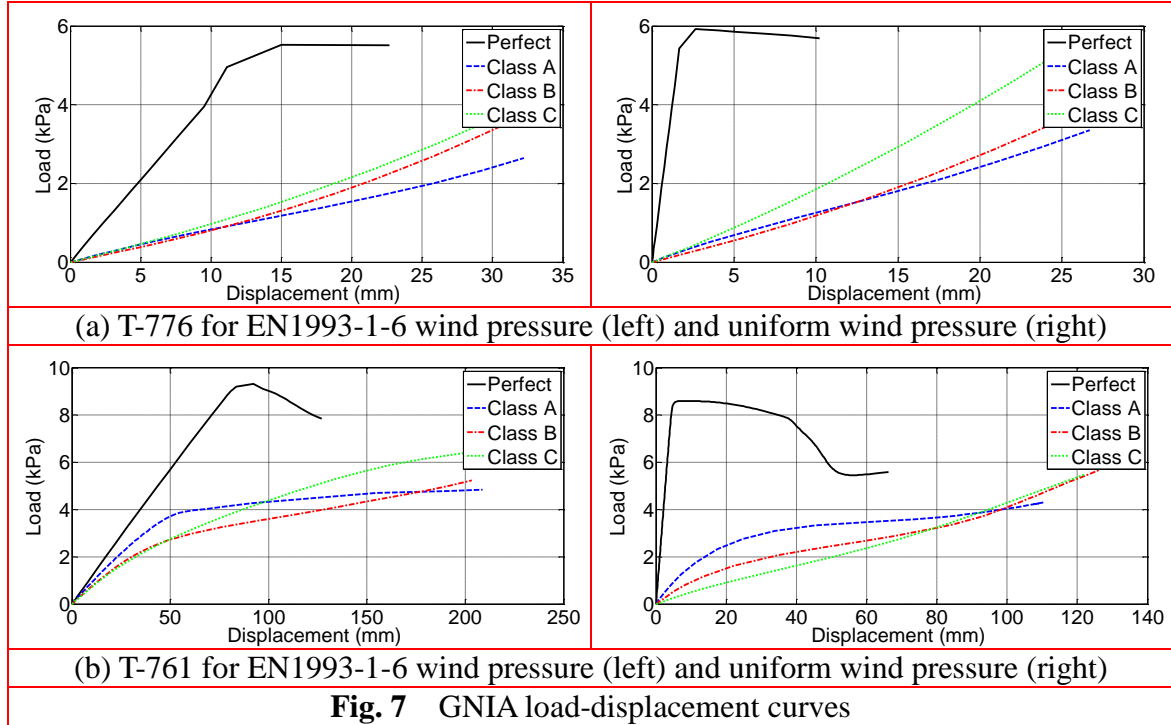 6
4
2
0
Load (kPa)
0 5 10 15 20 25 30 35
Displacement (mm)
Perfect
Class A
Class B
Class C
6
4
2
0
Load (kPa)
0 5 10 15 20 25 30
Displacement (mm)
Perfect
Class A
Class B
Class C
(a) T-776 for EN1993-1-6 wind pressure (left) and uniform wind pressure (right)
10
8
6
4
2
0
Load (kPa)
0 50 100 150 200 250
Displacement (mm)
Perfect
Class A
Class B
Class C
10
8
6
4
2
0
Load (kPa)
0 20 40 60 80 100 120 140
Displacement (mm)
Perfect
Class A
Class B
Class C
(b) T-761 for EN1993-1-6 wind pressure (left) and uniform wind pressure (right)
Fig. 7 GNIA load-displacement curves